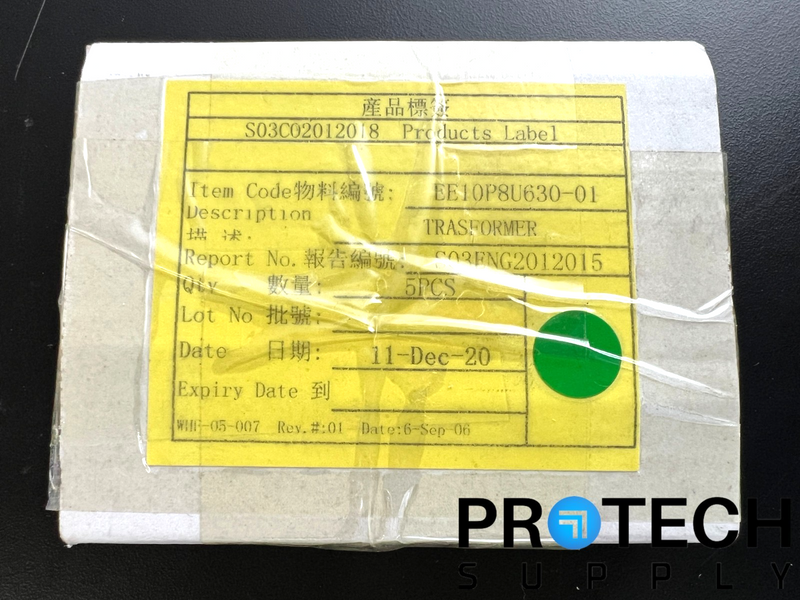 產品標簽
S03C02012018 Products Label
Item Code物料編號: EE10P8U630-01
Description
描 述: TRASFORMER
Report No.報告編號: S03ENG2012015
Qty 數量: 5PCS
Lot No 批號:
Date 日期: 11-Dec-20
Expiry Date 到
WHF-05-007 Rev.#:01 Date:6-Sep-06
PROTECH
SUPPLY